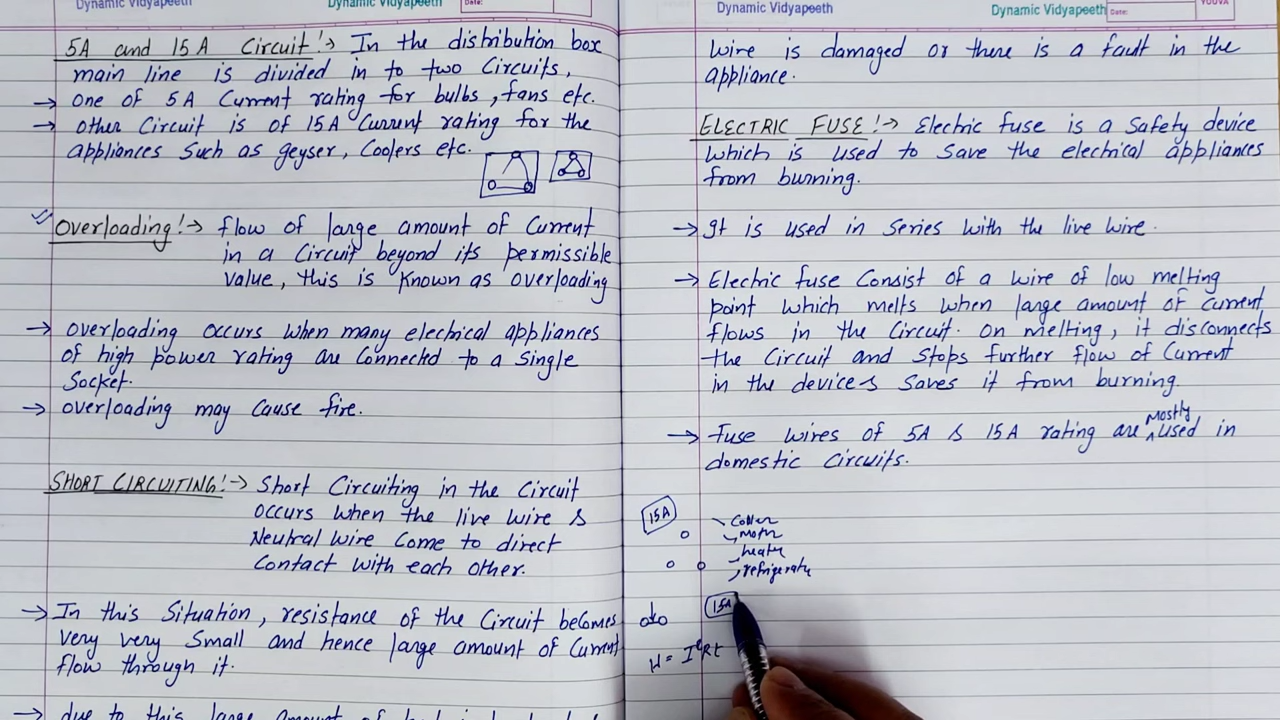 Dynamic Vidyapeeth
Dynamic Vidyapeeth
Date:
5A and 15A Circuit :→ In the distribution box
main line is divided in to two Circuits,
→ One of 5A Current rating for bulbs, fans etc.
→ Other Circuit is of 15A Current rating for the
appliances Such as geyser, Coolers etc.
Overloading :→ flow of large amount of Current
in a Circuit beyond its permissible
value, this is Known as overloading
→ Overloading occurs when many electrical appliances
of high power rating are Connected to a Single
Socket.
→ Overloading may Cause fire.
SHORT CIRCUITING :→ Short Circuiting in the Circuit
occurs when the live wire &
Neutral wire Come to direct
Contact with each other.
→ In this Situation, resistance of the Circuit becomes
very very Small and hence large amount of Current
flow through it.
→ due to this large amount of
Dynamic Vidyapeeth
Dynamic Vidyapeeth
Date:
YOUVA
wire is damaged or there is a fault in the
appliance.
ELECTRIC FUSE :→ Electric fuse is a Safety device
which is used to Save the electrical appliances
from burning.
→ It is used in Series with the live wire.
→ Electric fuse Consist of a wire of low melting
point which melts when large amount of Current
flows in the Circuit. On melting, it disconnects
the Circuit and Stops further flow of Current
in the device & Saves it from burning.
Mostly
→ Fuse wires of 5A & 15A rating are ^ used in
domestic Circuits.
15A
15A
H = I²Rt